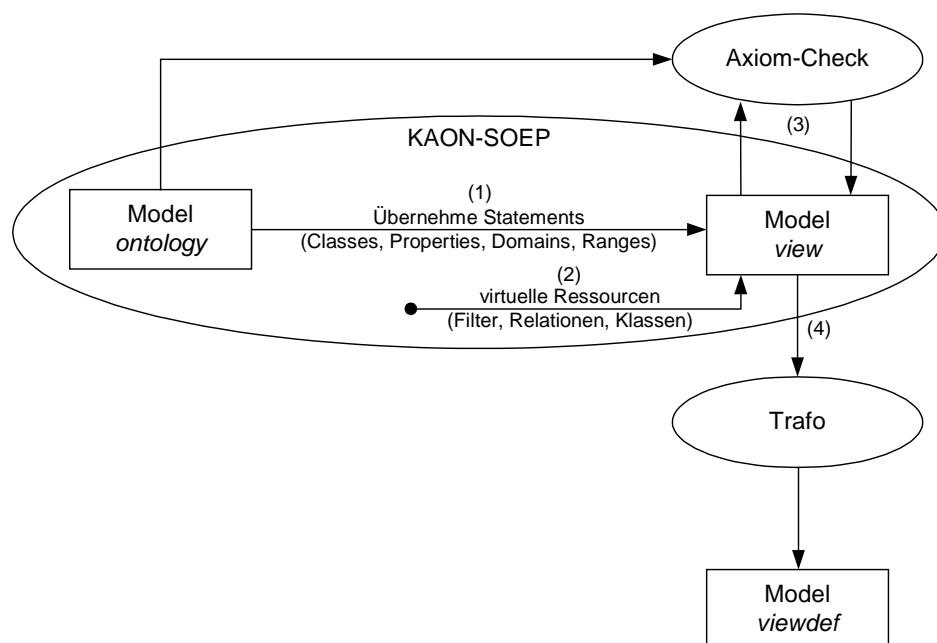 Axiom-Check
(3)
KAON-SOEP
Model
ontology
(1)
Übernehme Statements
(Classes, Properties, Domains, Ranges)
Model
view
(2)
virtuelle Ressourcen
(Filter, Relationen, Klassen)
(4)
Trafo
Model
viewdef